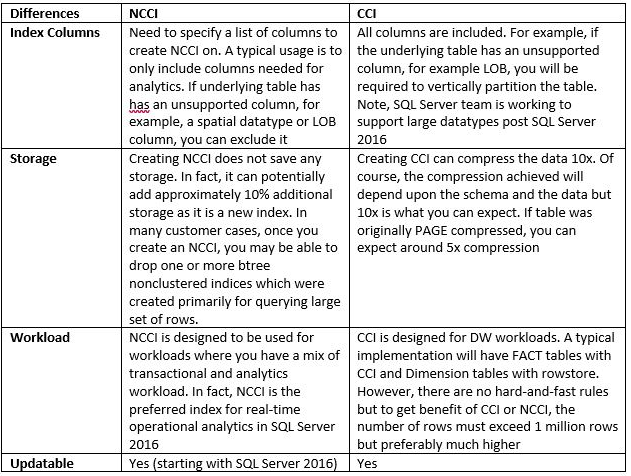 Differences NCCI CCI
Index Columns
Need to specify a list of columns to
create NCCI on. A typical usage is to
only include columns needed for
analytics. If underlying table has
has an unsupported column, for
example, a spatial datatype or LOB
column, you can exclude it
All columns are included. For example, if
the underlying table has an unsupported
column, for example LOB, you will be
required to vertically partition the table.
Note, SQL Server team is working to
support large datatypes post SQL Server
2016
Storage
Creating NCCI does not save any
storage. In fact, it can potentially
add approximately 10% additional
storage as it is a new index. In
many customer cases, once you
create an NCCI, you may be able to
drop one or more btree
nonclustered indices which were
created primarily for querying large
set of rows.
Creating CCI can compress the data 10x. Of
course, the compression achieved will
depend upon the schema and the data but
10x is what you can expect. If table was
originally PAGE compressed, you can
expect around 5x compression
Workload
NCCI is designed to be used for
workloads where you have a mix of
transactional and analytics
workload. In fact, NCCI is the
preferred index for real-time
operational analytics in SQL Server
2016
CCI is designed for DW workloads. A typical
implementation will have FACT tables with
CCI and Dimension tables with rowstore.
However, there are no hard-and-fast rules
but to get benefit of CCI or NCCI, the
number of rows must exceed 1 million rows
but preferably much higher
Updatable
Yes (starting with SQL Server 2016)
Yes